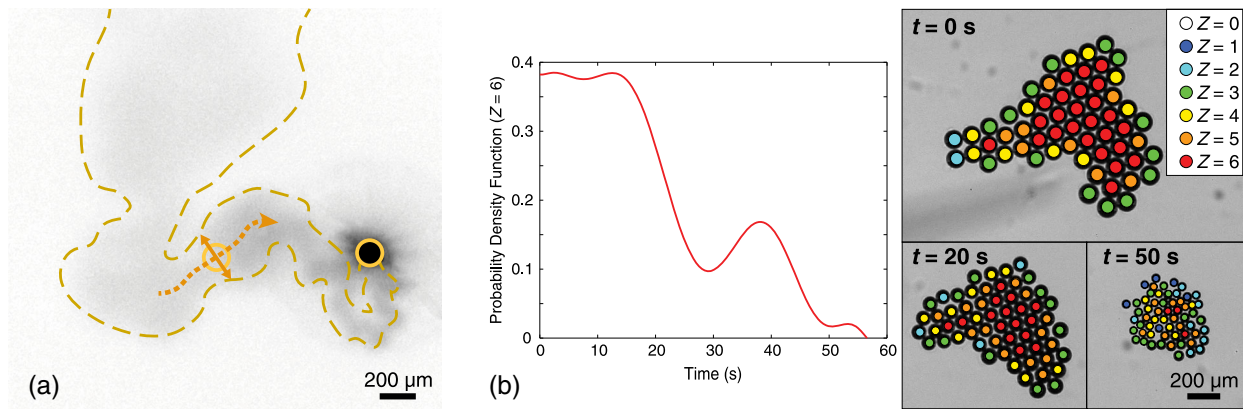 (a)
200 µm
Probability Density Function (Z = 6)
0.4
0.3
0.2
0.1
0
0
10
20
30
40
50
60
Time (s)
(b)
t = 0 s
Z = 0
Z = 1
Z = 2
Z = 3
Z = 4
Z = 5
Z = 6
t = 20 s
t = 50 s
200 µm